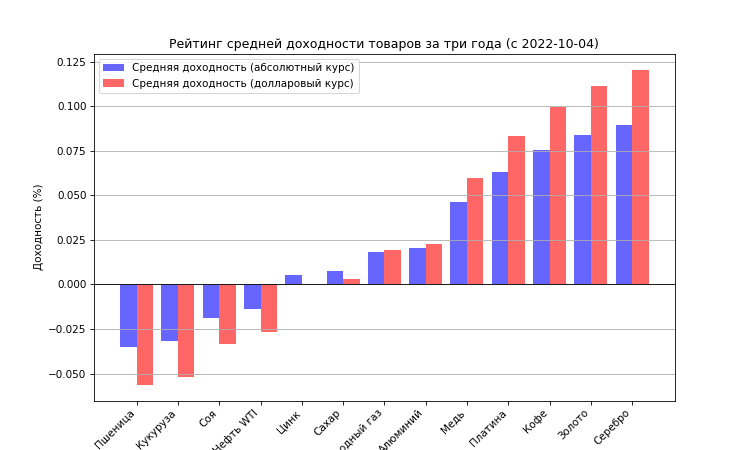 Рейтинг средней доходности товаров за три года (с 2022-10-04)
Средняя доходность (абсолютный курс)
Средняя доходность (долларовый курс)
Доходность (%)
0.125
0.100
0.075
0.050
0.025
0.000
−0.025
−0.050
Пшеница
Кукуруза
Соя
Нефть WTI
Цинк
Сахар
одный газ
Алюминий
Медь
Платина
Кофе
Золото
Серебро